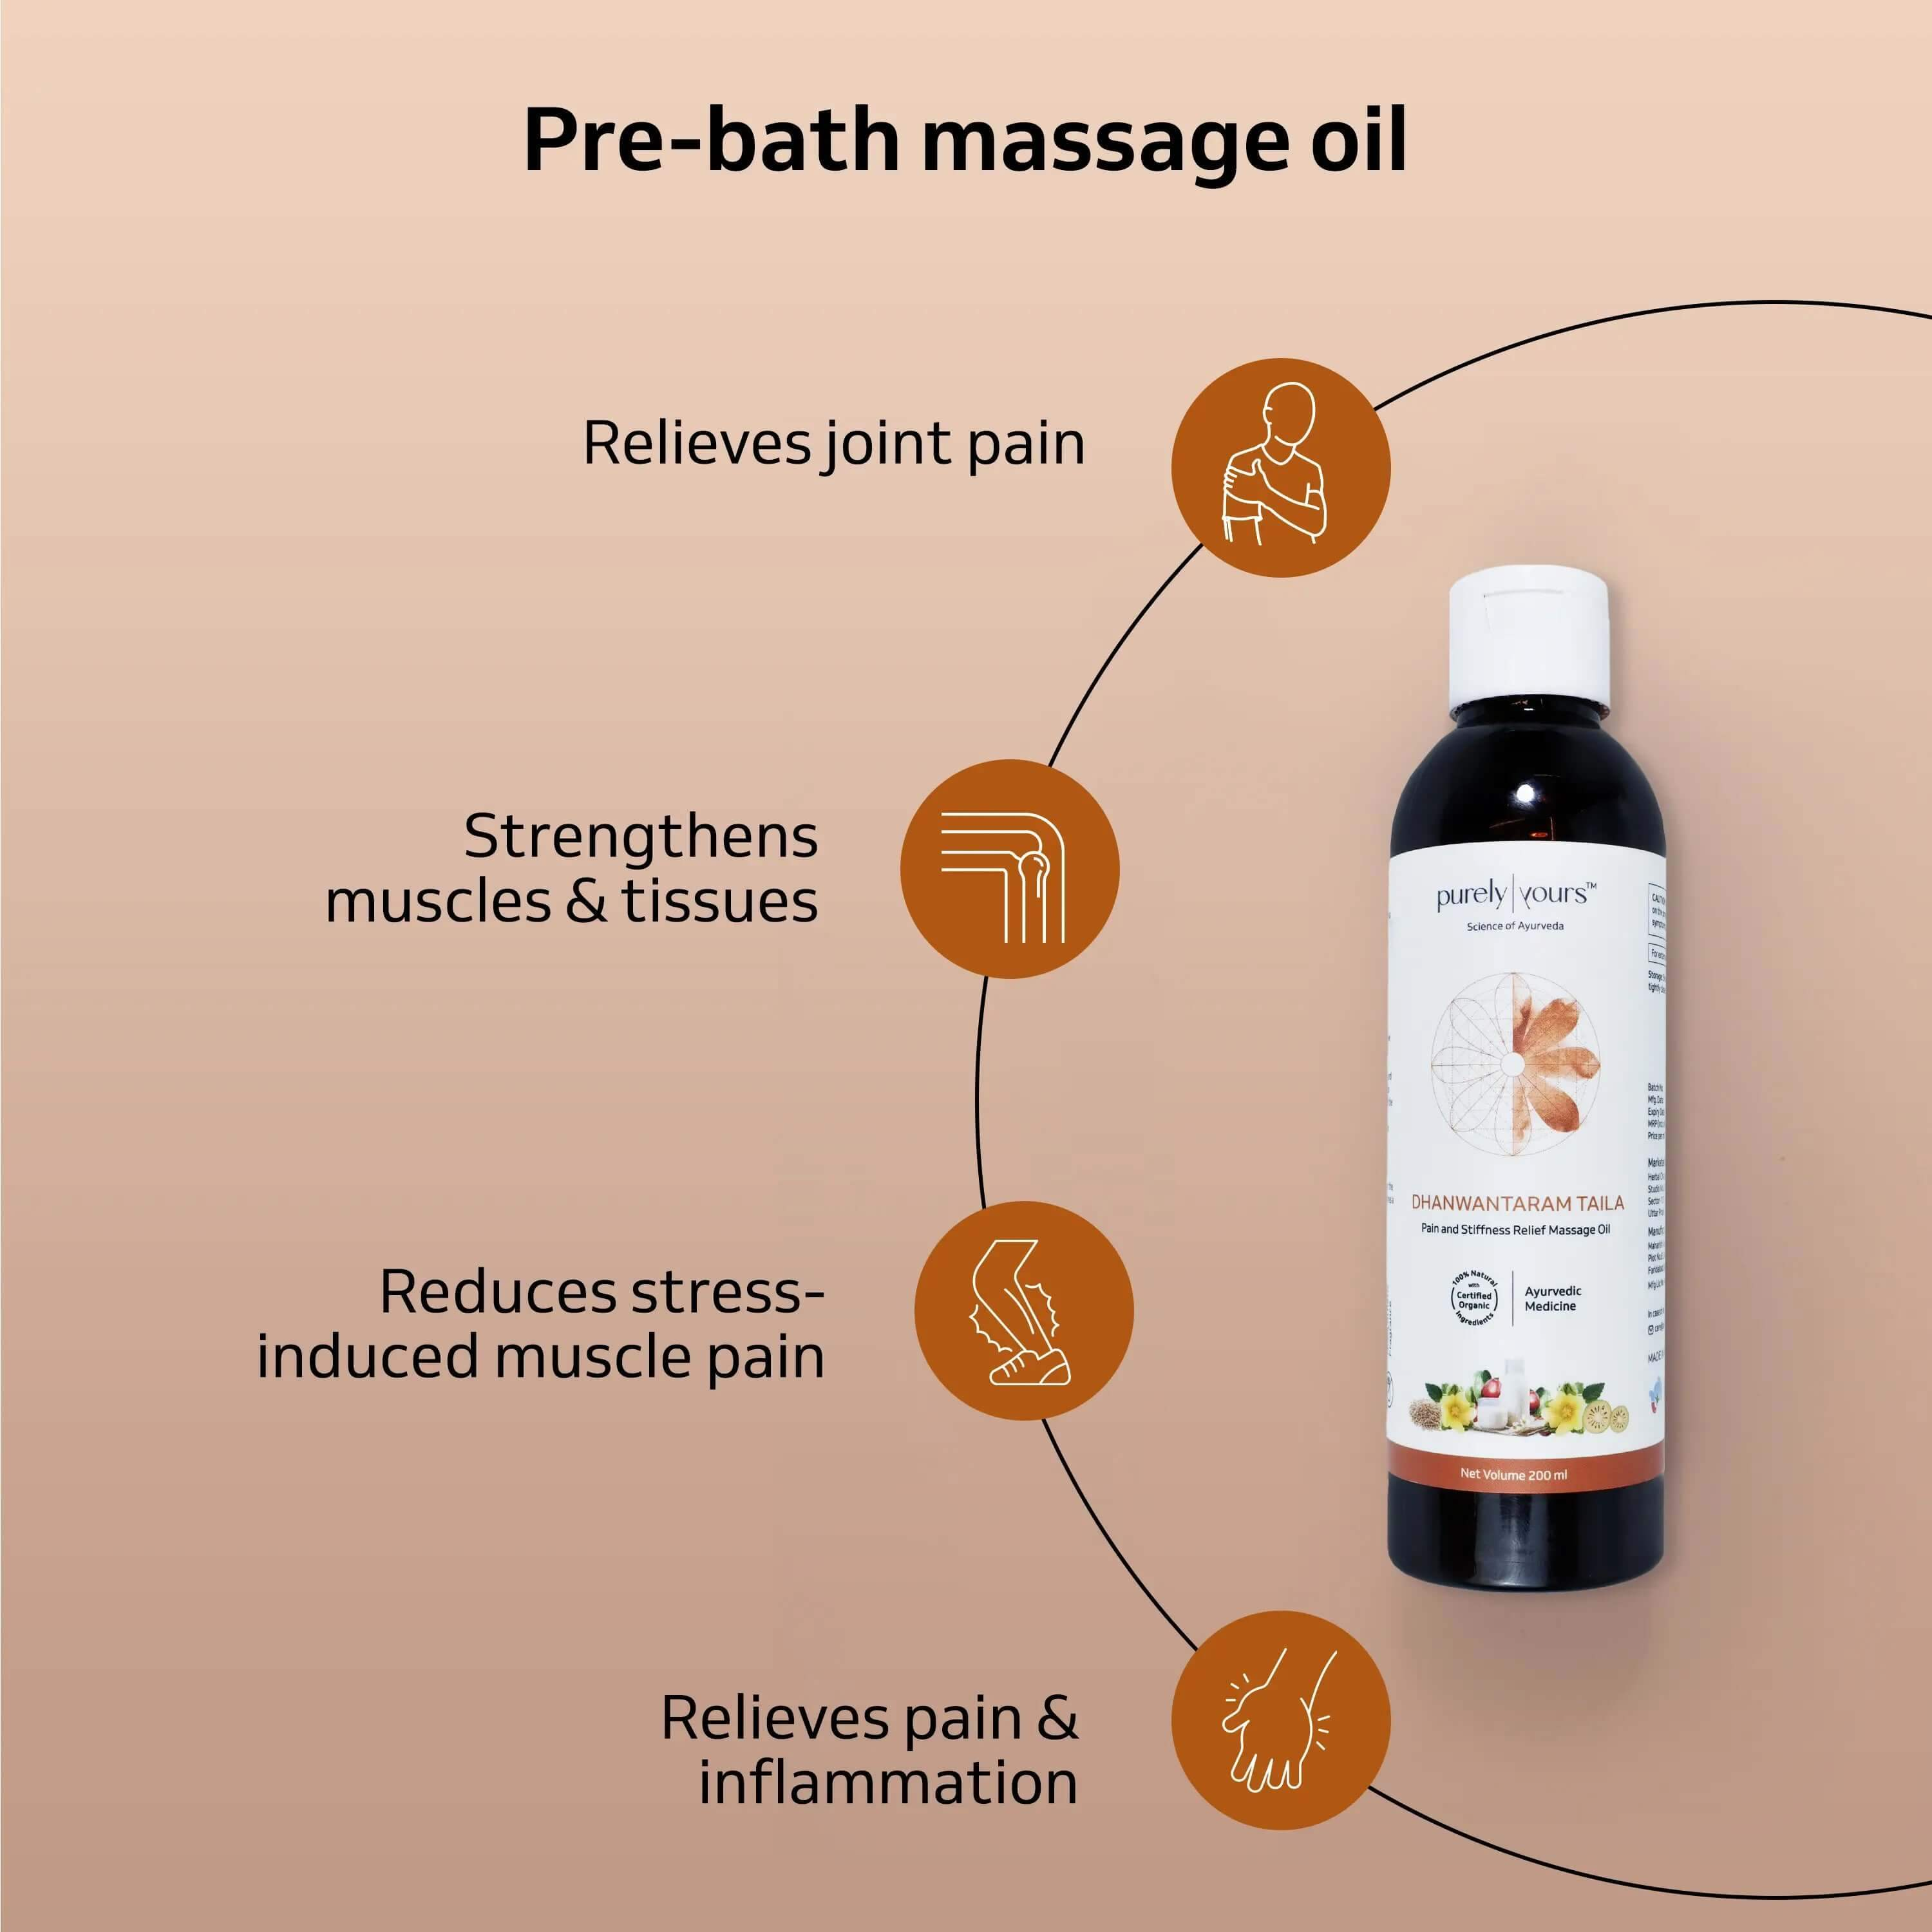 Pre-bath massage oil
Relieves joint pain
Strengthens
muscles & tissues
Reduces stress-
induced muscle pain
Relieves pain &
inflammation
purely yours™
Science of Ayurveda
DHANWANTARAM TAILA
Pain and Stiffness Relief Massage Oil
100% Natural
with
Certified
Organic
Ingredients
Ayurvedic
Medicine
Net Volume 200 ml